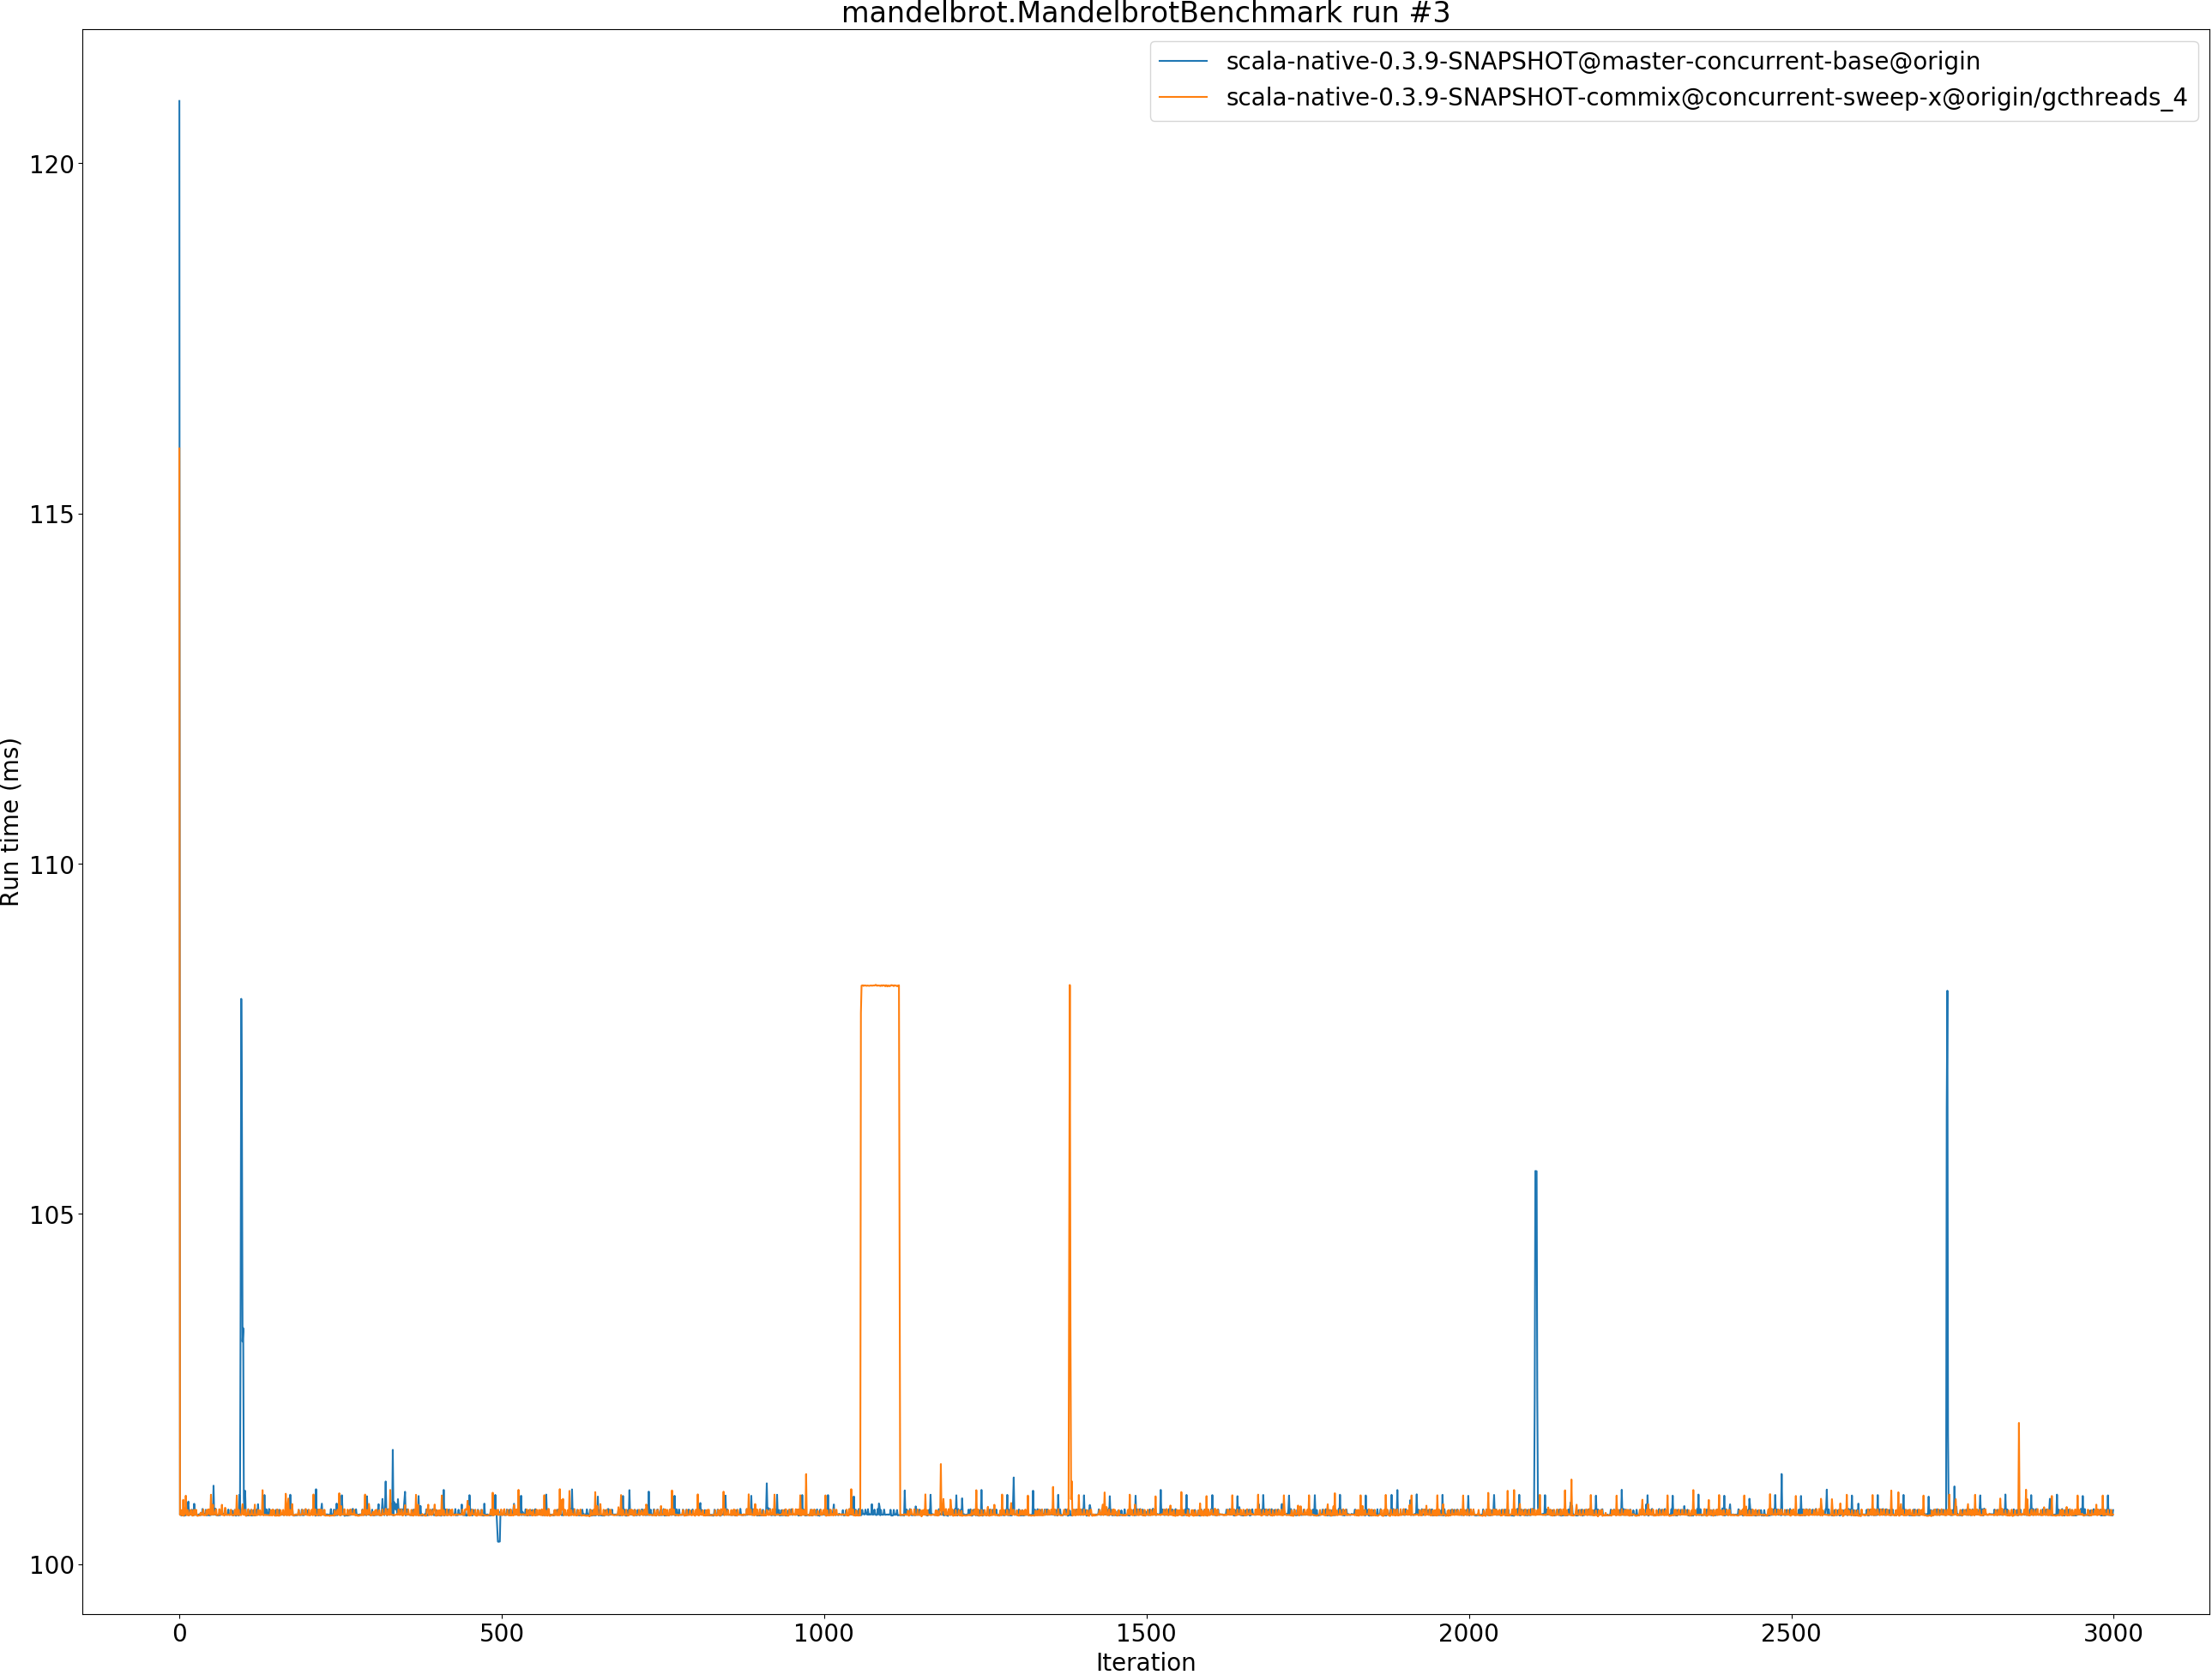 mandelbrot.MandelbrotBenchmark run #3
scala-native-0.3.9-SNAPSHOT@master-concurrent-base@origin
scala-native-0.3.9-SNAPSHOT-commix@concurrent-sweep-x@origin/gcthreads_4
120
115
110
105
100
Run time (ms)
0 500 1000 1500 2000 2500 3000
Iteration